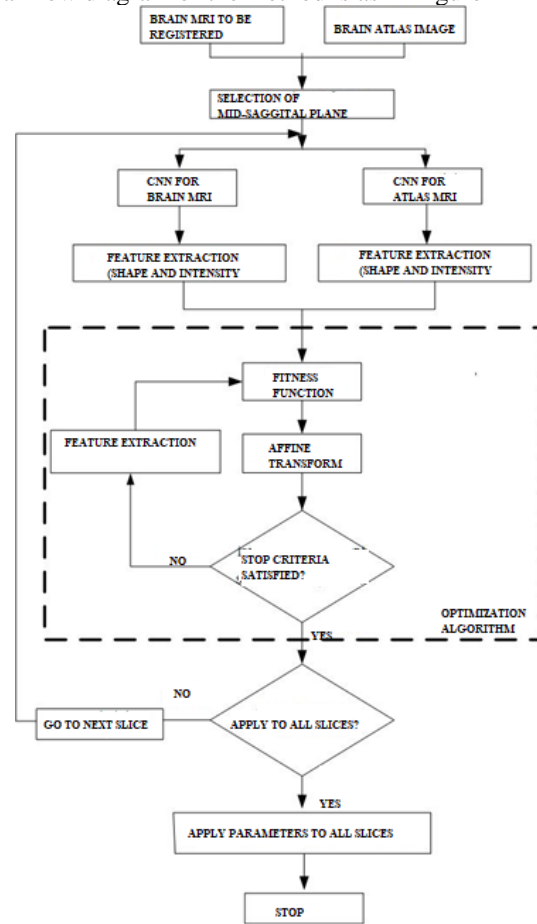 BRAIN MRI TO BE
REGISTERED
BRAIN ATLAS IMAGE
SELECTION OF
MID-SAGGITAL PLANE
CNN FOR
BRAIN MRI
CNN FOR
ATLAS MRI
FEATURE EXTRACTION
(SHAPE AND INTENSITY
FEATURE EXTRACTION
(SHAPE AND INTENSITY
FITNESS
FUNCTION
FEATURE EXTRACTION
AFFINE
TRANSFORM
NO
STOP CRITERIA
SATISFIED?
OPTIMIZATION
ALGORITHM
YES
NO
GO TO NEXT SLICE
APPLY TO ALL SLICES?
YES
APPLY PARAMETERS TO ALL SLICES
STOP